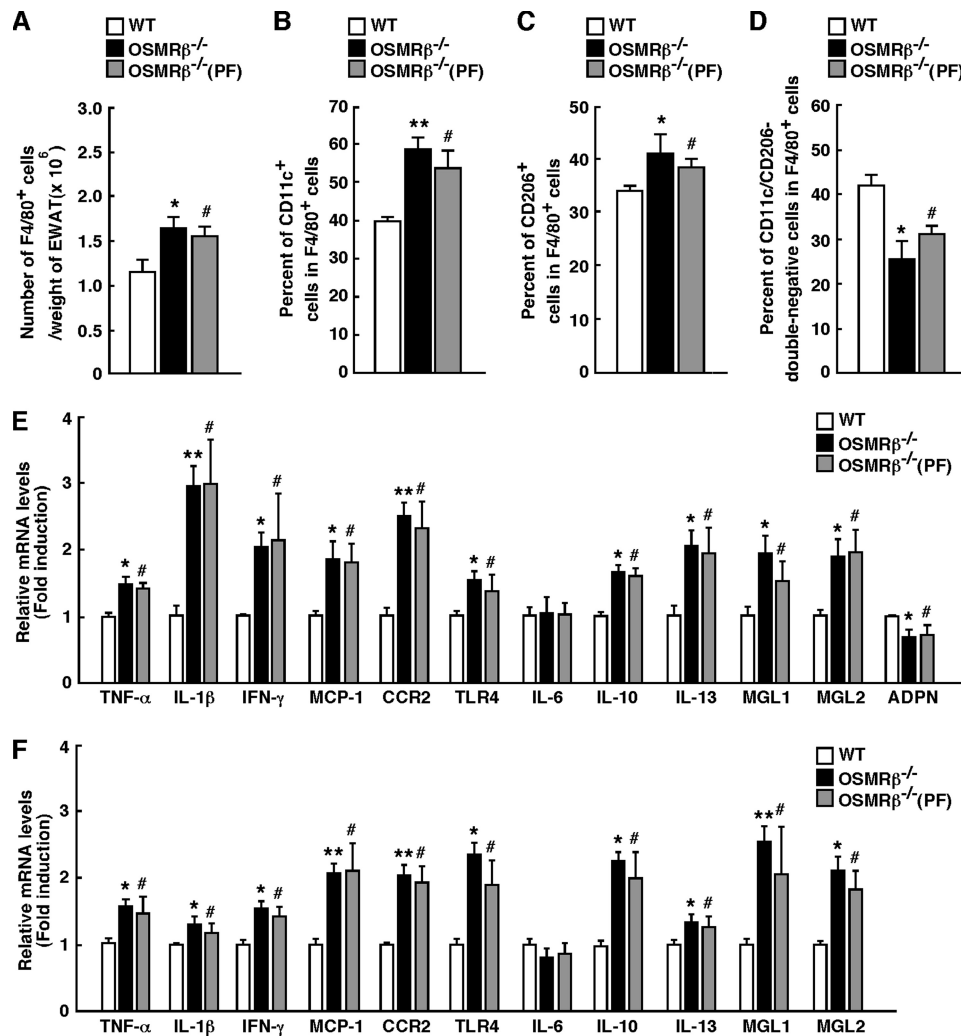 A
WT
OSMRβ-/-
OSMRβ-/-(PF)
Number of F4/80+ cells
/weight of EWAT(x 10⁶)
3.0
2.6
2.0
1.5
1.0
1.0
0
*
#
B
WT
OSMRβ-/-
OSMRβ-/-(PF)
Percent of CD11c+
cells in F4/80+ cells
70
60
50
40
30
20
10
0
**
#
C
WT
OSMRβ-/-
OSMRβ-/-(PF)
Percent of CD206+
cells in F4/80+ cells
50
40
30
20
10
0
*
#
D
WT
OSMRβ-/-
OSMRβ-/-(PF)
Percent of CD11c/CD206-
double-negative cells in F4/80+ cells
60
50
40
30
20
10
0
*
#
E
WT
OSMRβ-/-
OSMRβ-/-(PF)
Relative mRNA levels
(Fold induction)
4
3
2
1
0
* # ** # * # * # ** # * # * # * # * # * # * #
TNF-α IL-1β IFN-γ MCP-1 CCR2 TLR4 IL-6 IL-10 IL-13 MGL1 MGL2 ADPN
F
WT
OSMRβ-/-
OSMRβ-/-(PF)
Relative mRNA levels
(Fold induction)
4
3
2
1
0
* # * # * # ** # ** # * # * # * # ** # * #
TNF-α IL-1β IFN-γ MCP-1 CCR2 TLR4 IL-6 IL-10 IL-13 MGL1 MGL2